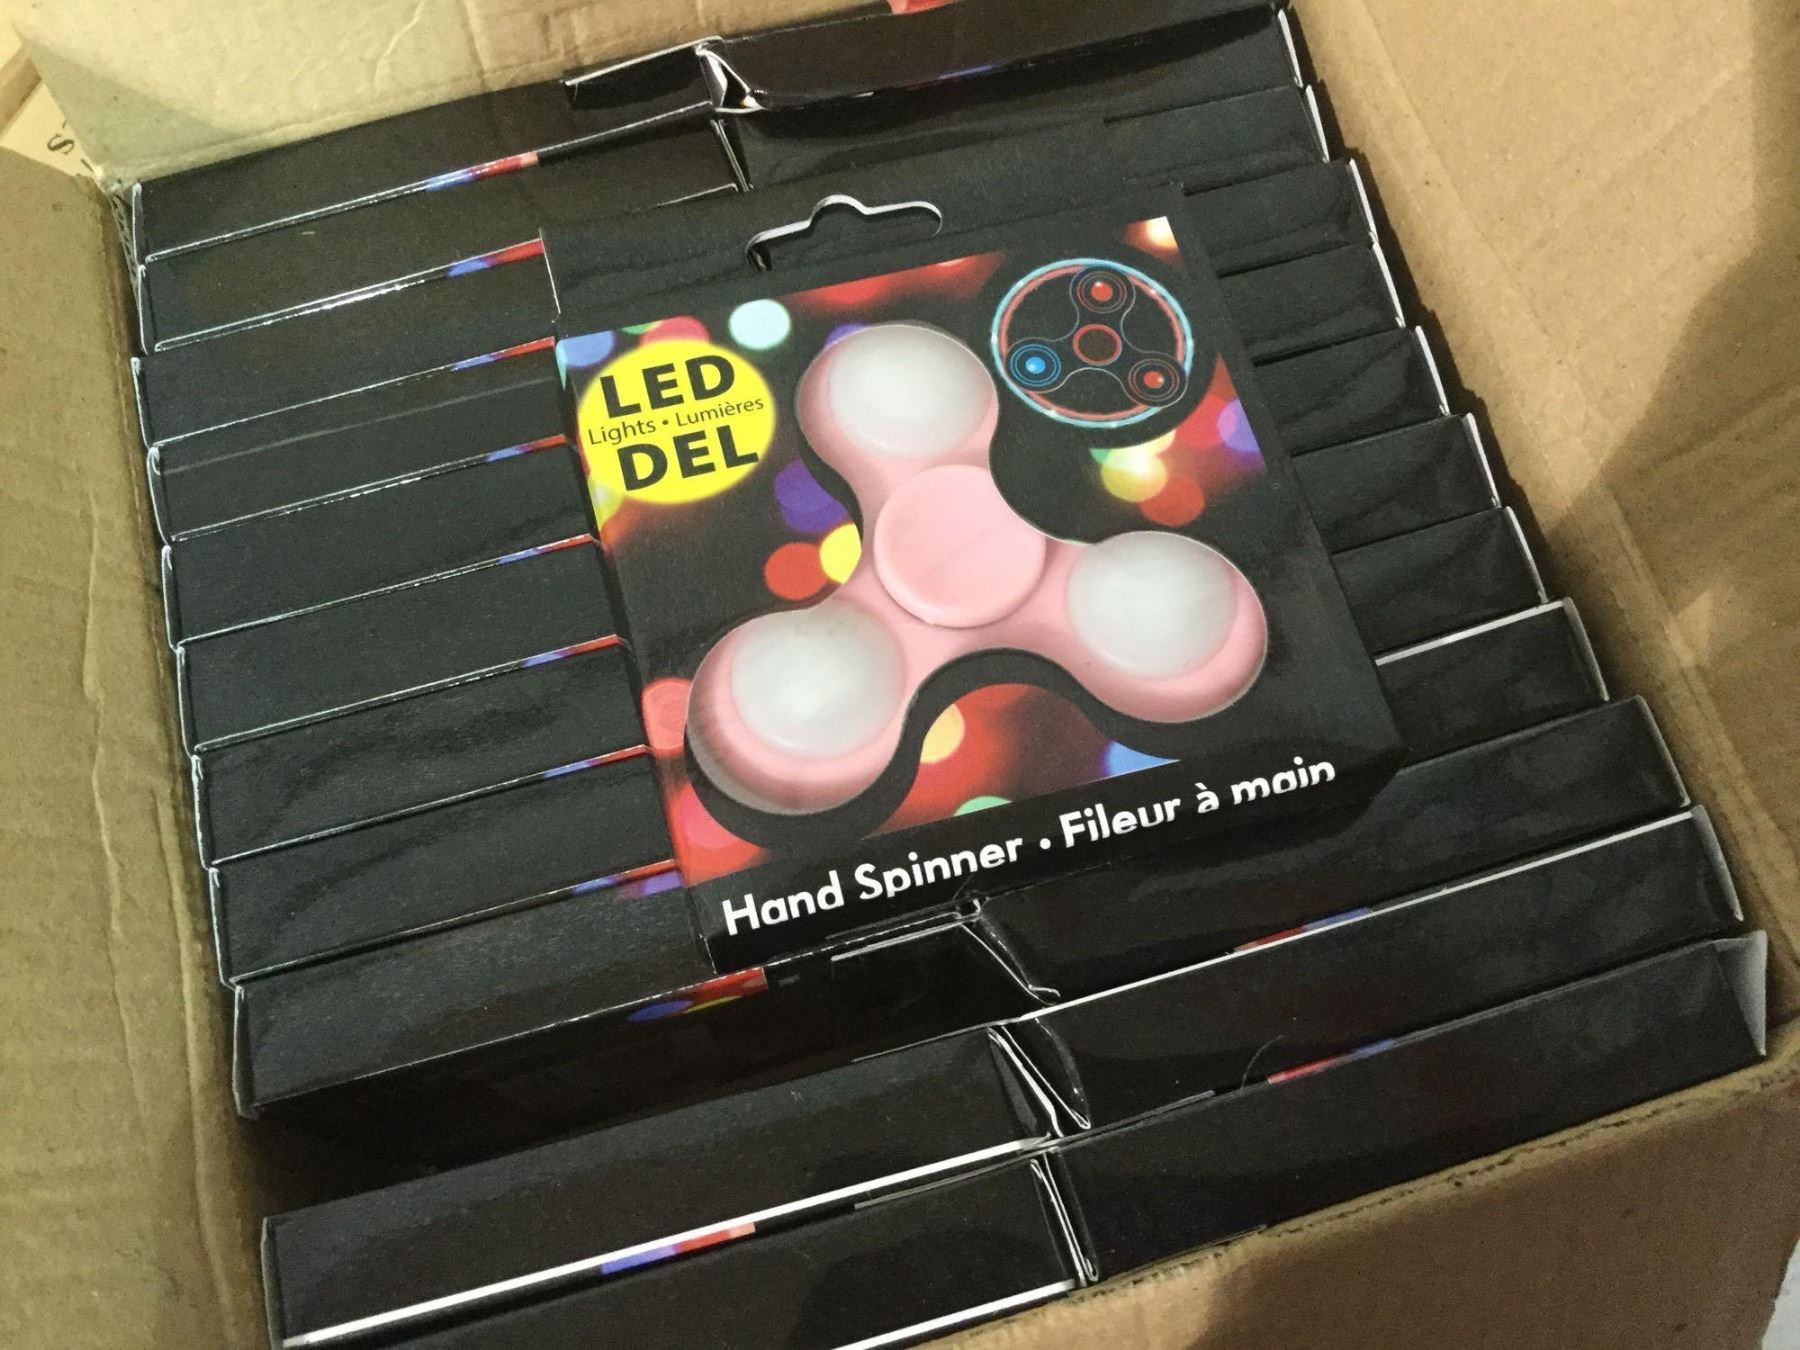 LED
Lights • Lumières
DEL
Hand Spinner • Fileur à main